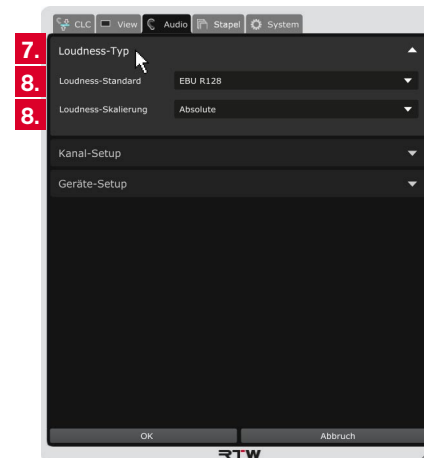 CLC View Audio Stapel System
7. Loudness-Typ
8. Loudness-Standard EBU R128
8. Loudness-Skalierung Absolute
Kanal-Setup
Geräte-Setup
OK Abbruch
RTW